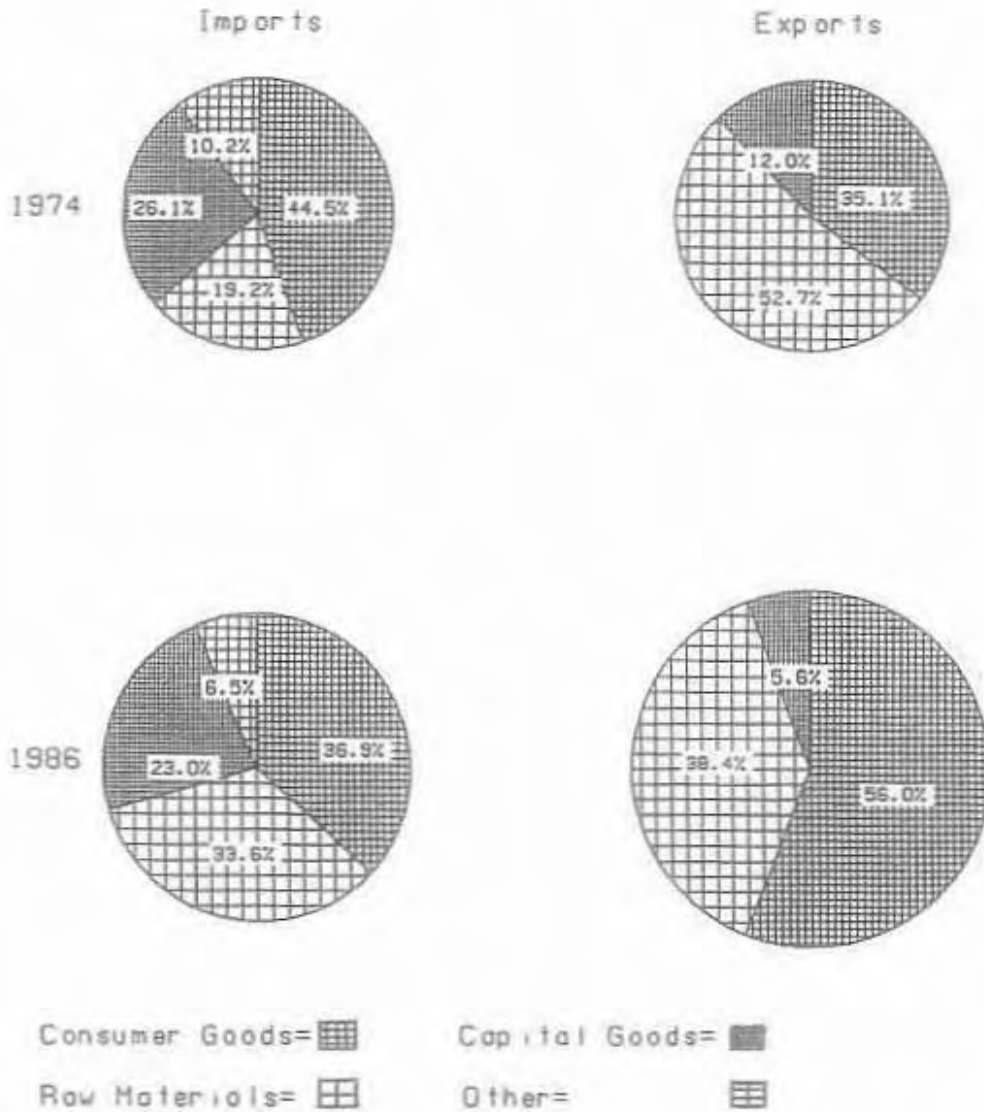 Imports Exports
10.2%
12.0%
1974 26.1% 44.5% 35.1%
19.2% 52.7%
6.5% 5.6%
1986 23.0% 36.9% 38.4% 56.0%
33.6%
Consumer Goods= Capital Goods=
Raw Materials= Other=